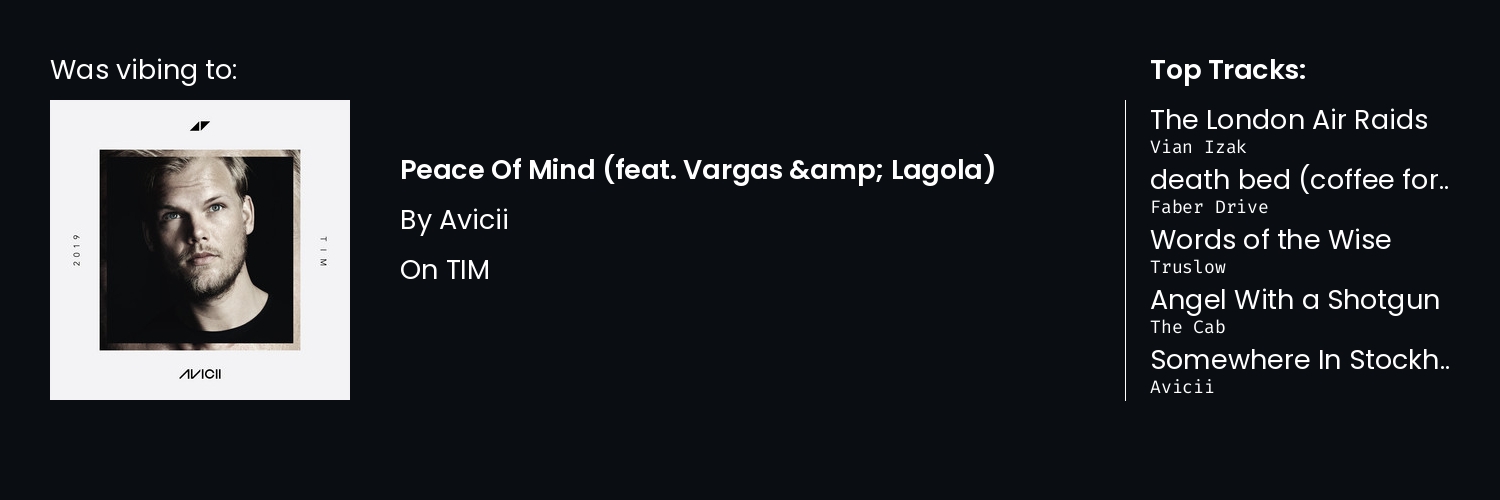 Was vibing to:
2019
TIM
AVICII
Peace Of Mind (feat. Vargas &amp;amp; Lagola)
By Avicii
On TIM
Top Tracks:
The London Air Raids
Vian Izak
death bed (coffee for..
Faber Drive
Words of the Wise
Truslow
Angel With a Shotgun
The Cab
Somewhere In Stockh..
Avicii